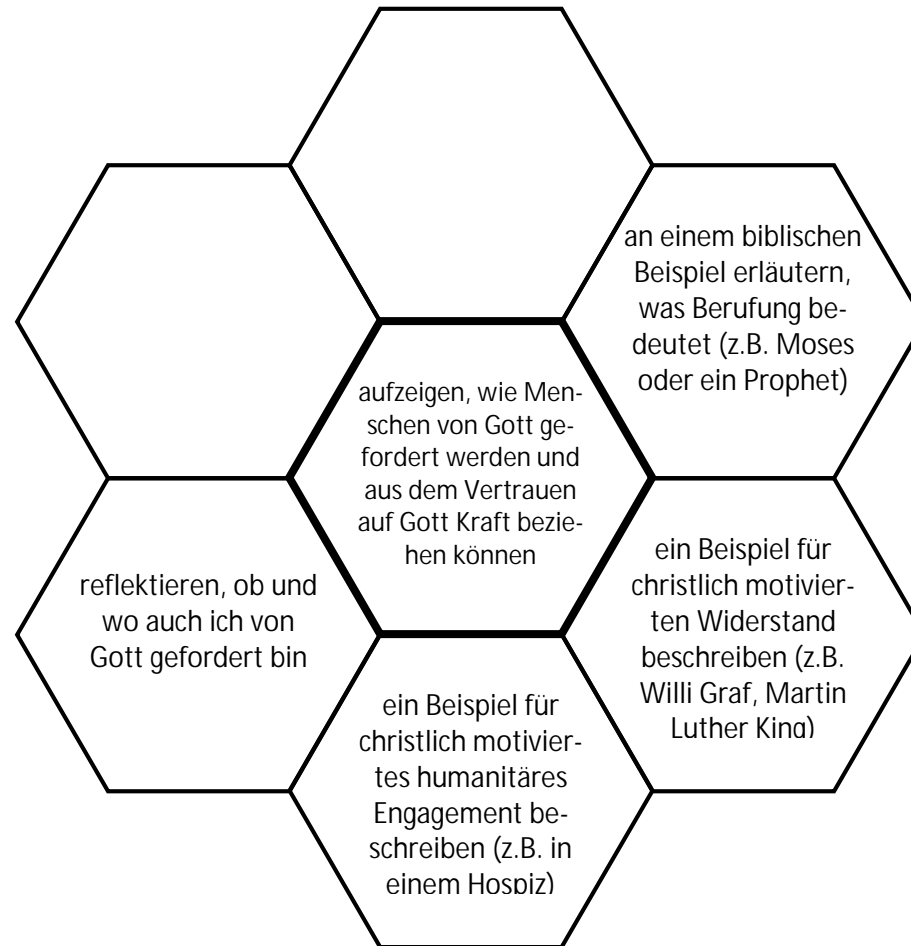 an einem biblischen
Beispiel erläutern,
was Berufung be-
deutet (z.B. Moses
oder ein Prophet)
aufzeigen, wie Men-
schen von Gott ge-
fordert werden und
aus dem Vertrauen
auf Gott Kraft bezie-
hen können
ein Beispiel für
christlich motivier-
ten Widerstand
beschreiben (z.B.
Willi Graf, Martin
Luther King)
reflektieren, ob und
wo auch ich von
Gott gefordert bin
ein Beispiel für
christlich motivier-
tes humanitäres
Engagement be-
schreiben (z.B. in
einem Hospiz)